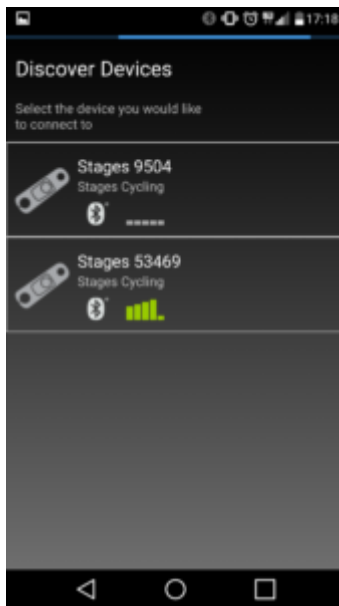 17:18
Discover Devices
Select the device you would like
to connect to
Stages 9504
Stages Cycling
Stages 53469
Stages Cycling